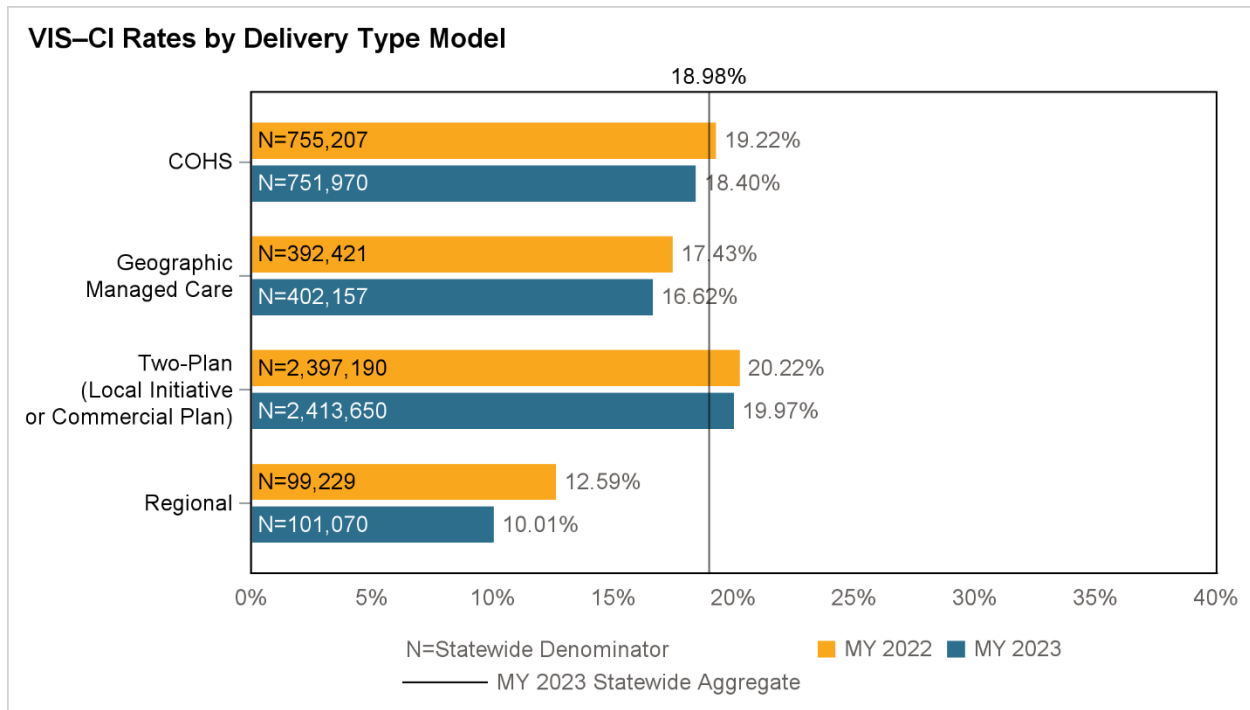 VIS–CI Rates by Delivery Type Model
18.98%
COHS
N=755,207
19.22%
N=751,970
18.40%
Geographic
Managed Care
N=392,421
17.43%
N=402,157
16.62%
Two-Plan
(Local Initiative
or Commercial Plan)
N=2,397,190
20.22%
N=2,413,650
19.97%
Regional
N=99,229
12.59%
N=101,070
10.01%
0% 5% 10% 15% 20% 25% 30% 35% 40%
N=Statewide Denominator MY 2022 MY 2023
MY 2023 Statewide Aggregate